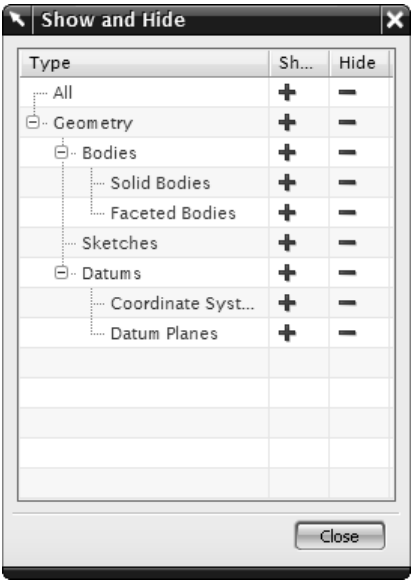 Show and Hide
Type Sh... Hide
All
Geometry
Bodies
Solid Bodies
Faceted Bodies
Sketches
Datums
Coordinate Syst...
Datum Planes
Close